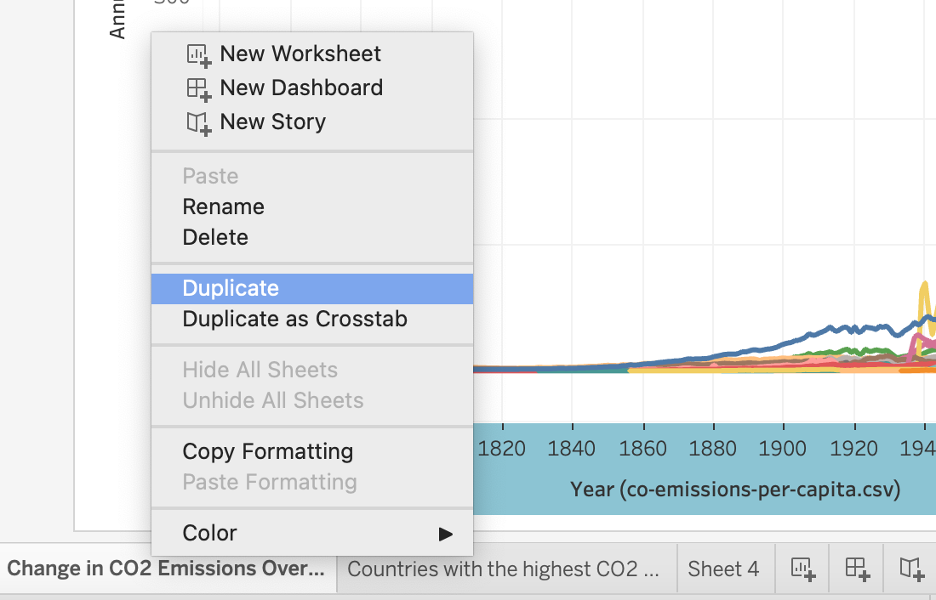 New Worksheet
New Dashboard
New Story
Paste
Rename
Delete
Duplicate
Duplicate as Crosstab
Hide All Sheets
Unhide All Sheets
Copy Formatting
Paste Formatting
Color
1820 1840 1860 1880 1900 1920 194
Year (co-emissions-per-capita.csv)
Change in CO2 Emissions Over... Countries with the highest CO2 ... Sheet 4